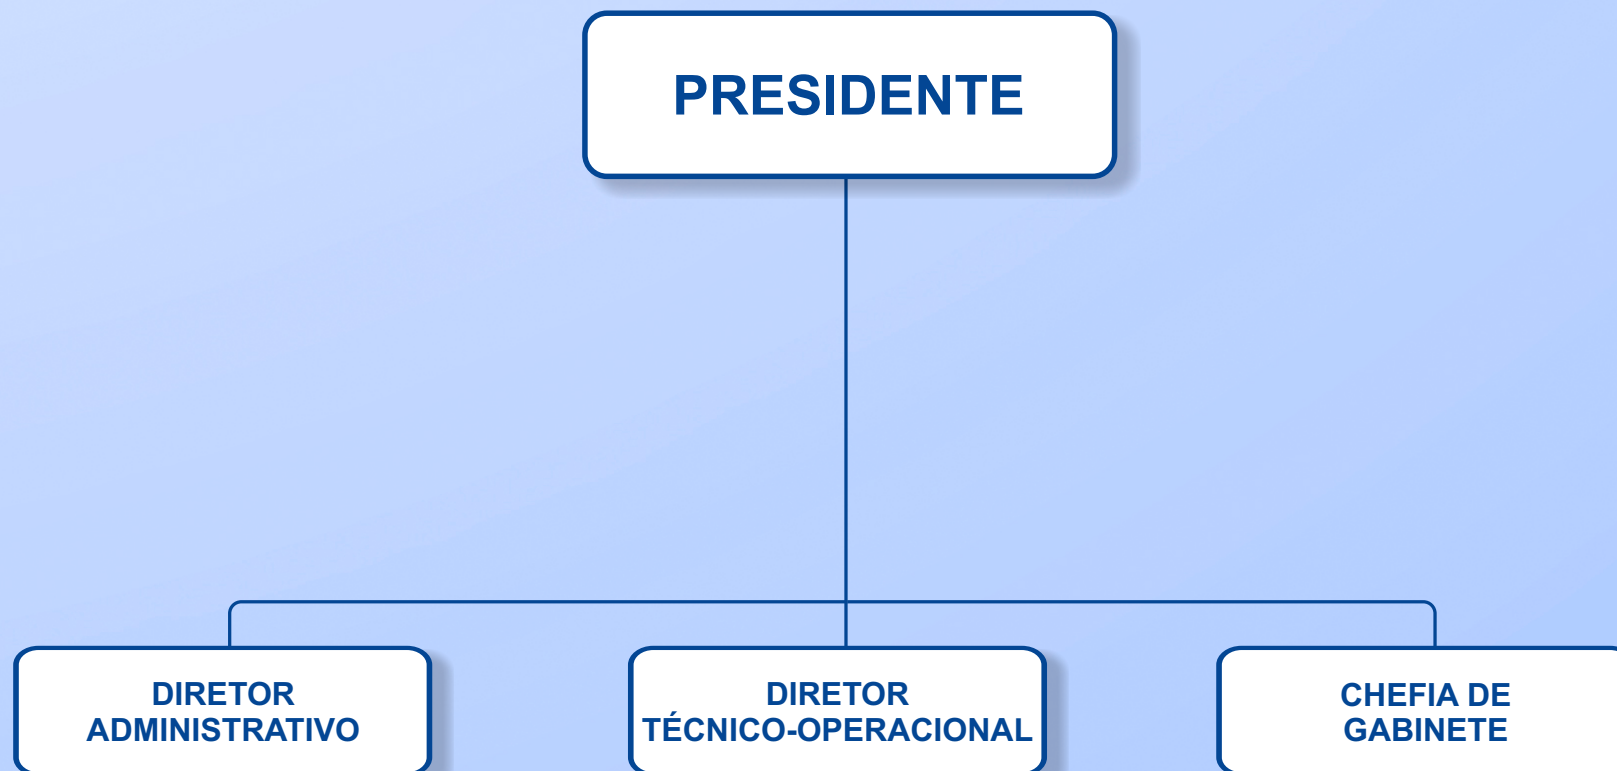 PRESIDENTE
DIRETOR
ADMINISTRATIVO
DIRETOR
TÉCNICO-OPERACIONAL
CHEFIA DE
GABINETE